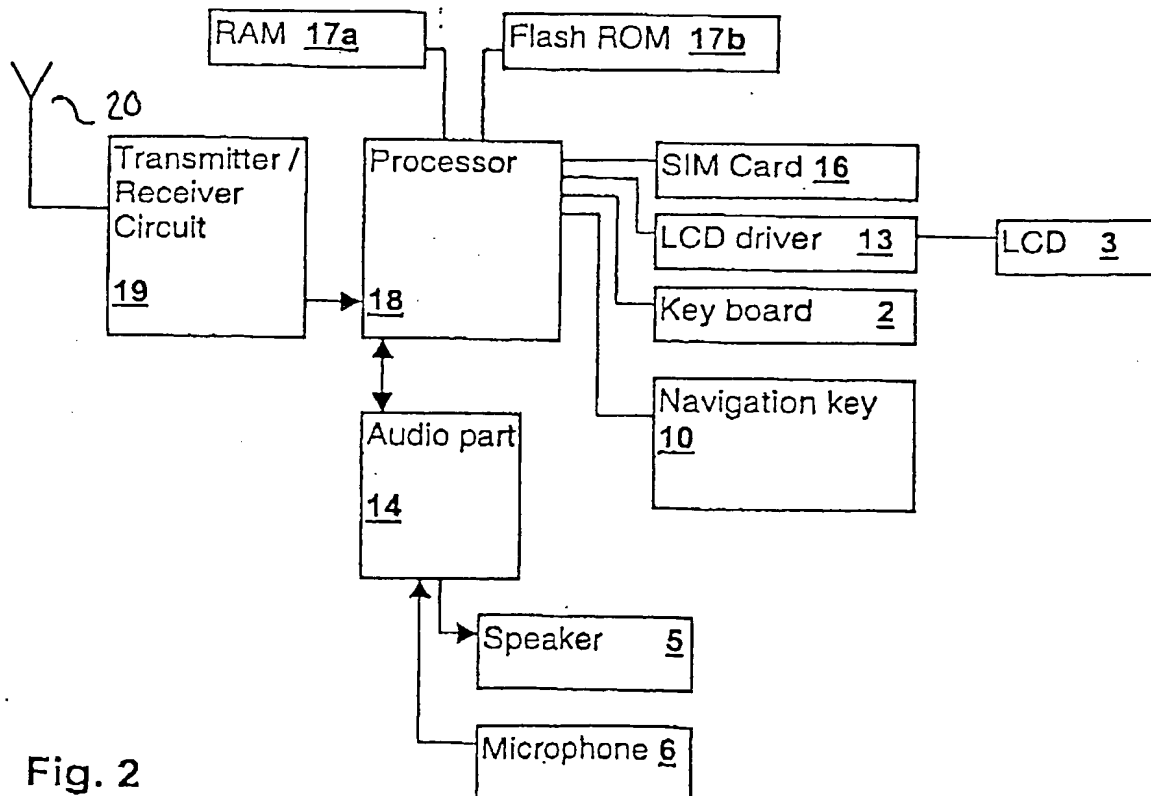 RAM 17a
Flash ROM 17b
20
Transmitter /
Receiver
Circuit
19
Processor
18
SIM Card 16
LCD driver 13
LCD 3
Key board 2
Navigation key
10
Audio part
14
Speaker 5
Microphone 6
Fig. 2